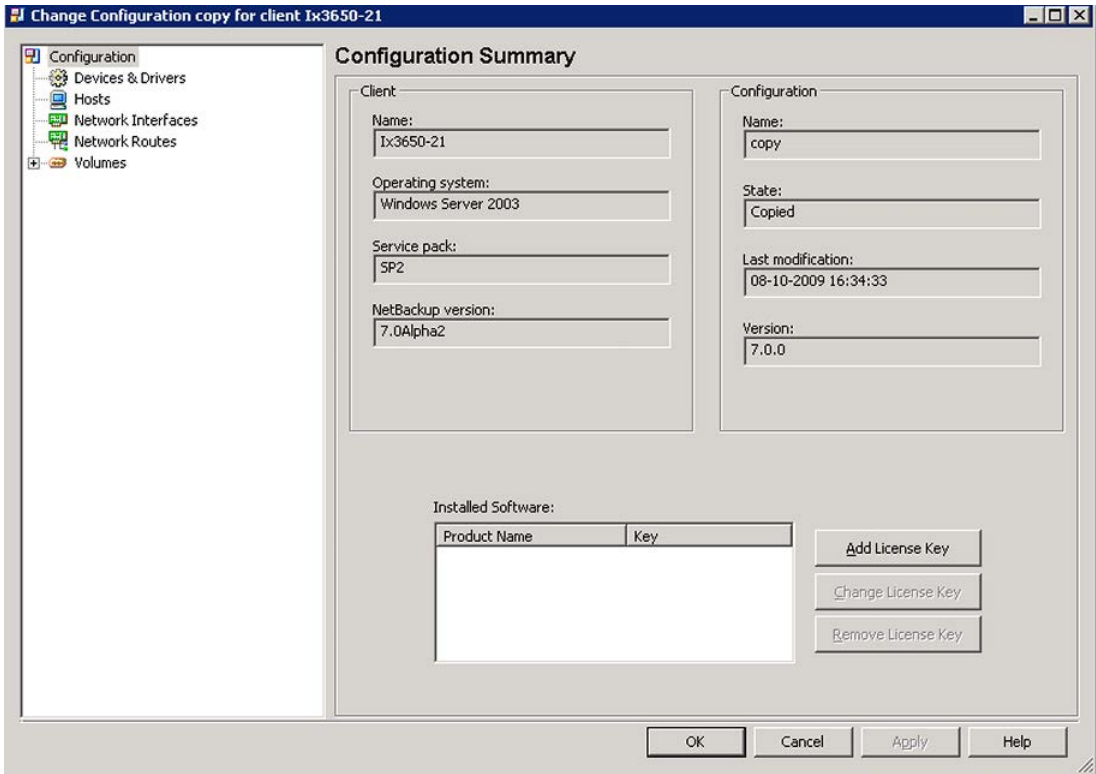 Change Configuration copy for client Ix3650-21
Configuration
Devices & Drivers
Hosts
Network Interfaces
Network Routes
Volumes
Configuration Summary
Client
Name:
Ix3650-21
Operating system:
Windows Server 2003
Service pack:
SP2
NetBackup version:
7.0Alpha2
Configuration
Name:
copy
State:
Copied
Last modification:
08-10-2009 16:34:33
Version:
7.0.0
Installed Software:
Product Name Key
Add License Key
Change License Key
Remove License Key
OK Cancel Apply Help